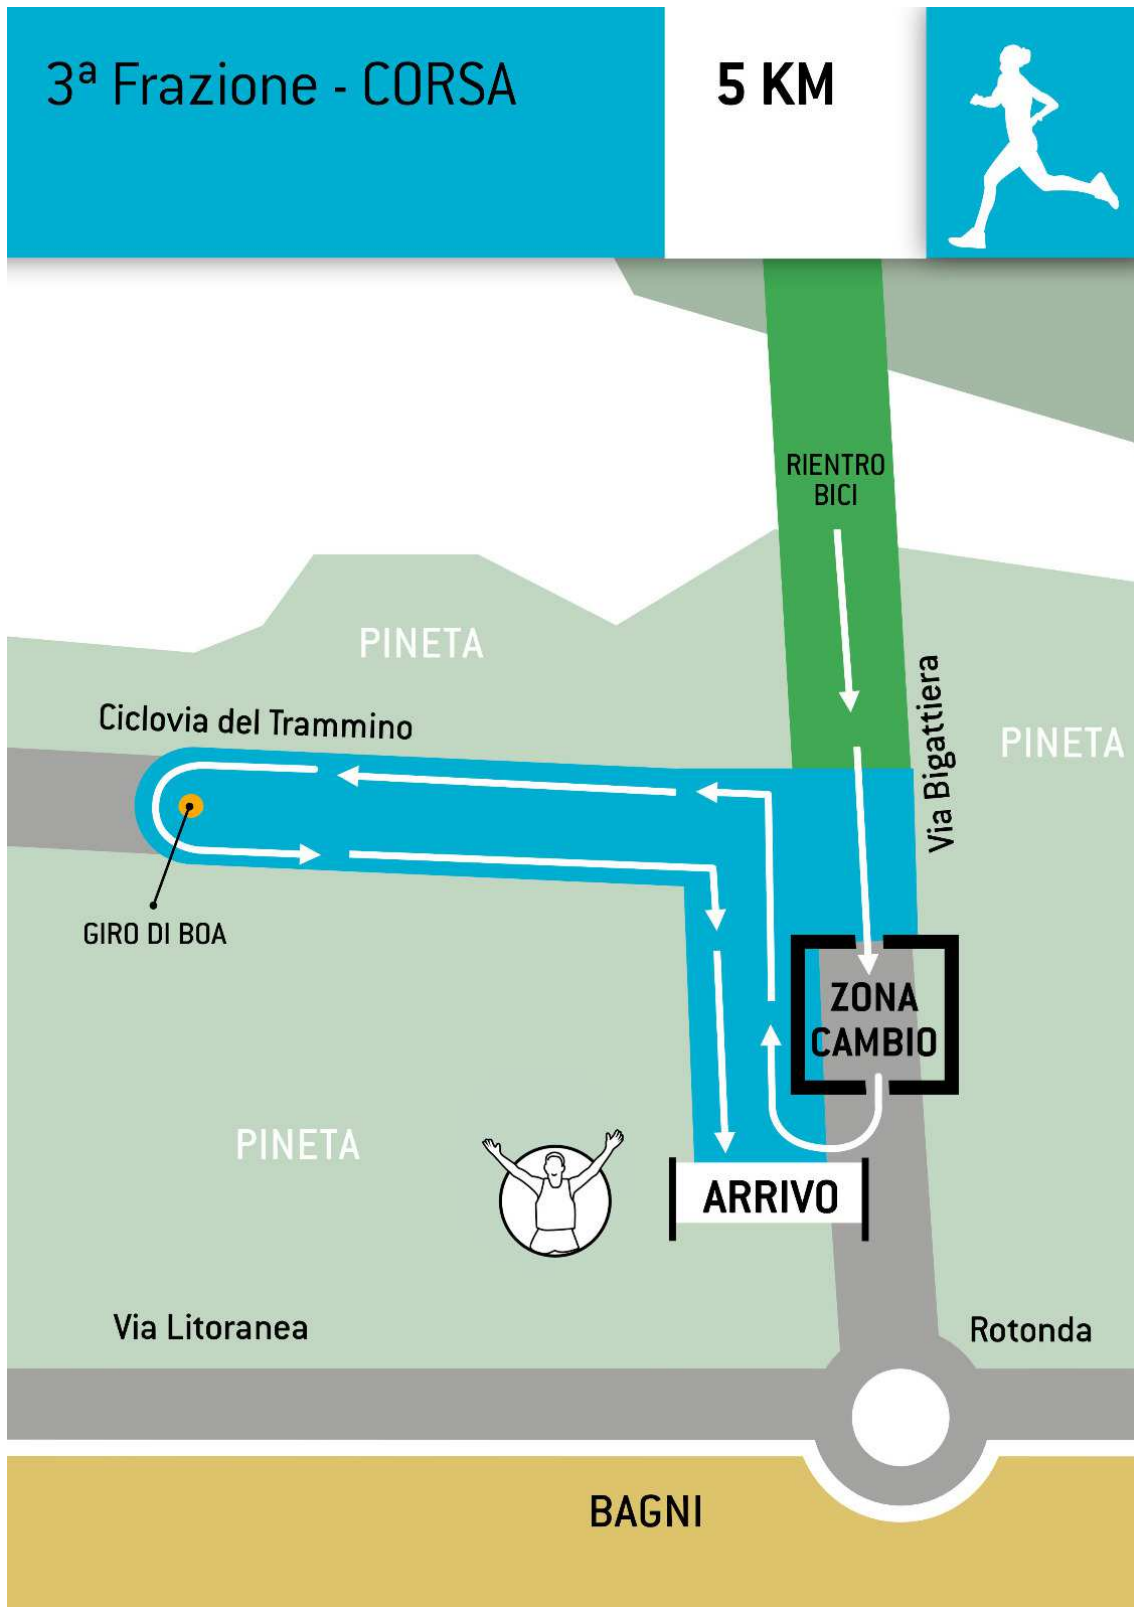 3ª Frazione - CORSA
5 KM
RIENTRO
BICI
PINETA
Via Bigattiera
PINETA
Ciclovia del Trammino
GIRO DI BOA
ZONA
CAMBIO
PINETA
ARRIVO
Via Litoranea
Rotonda
BAGNI